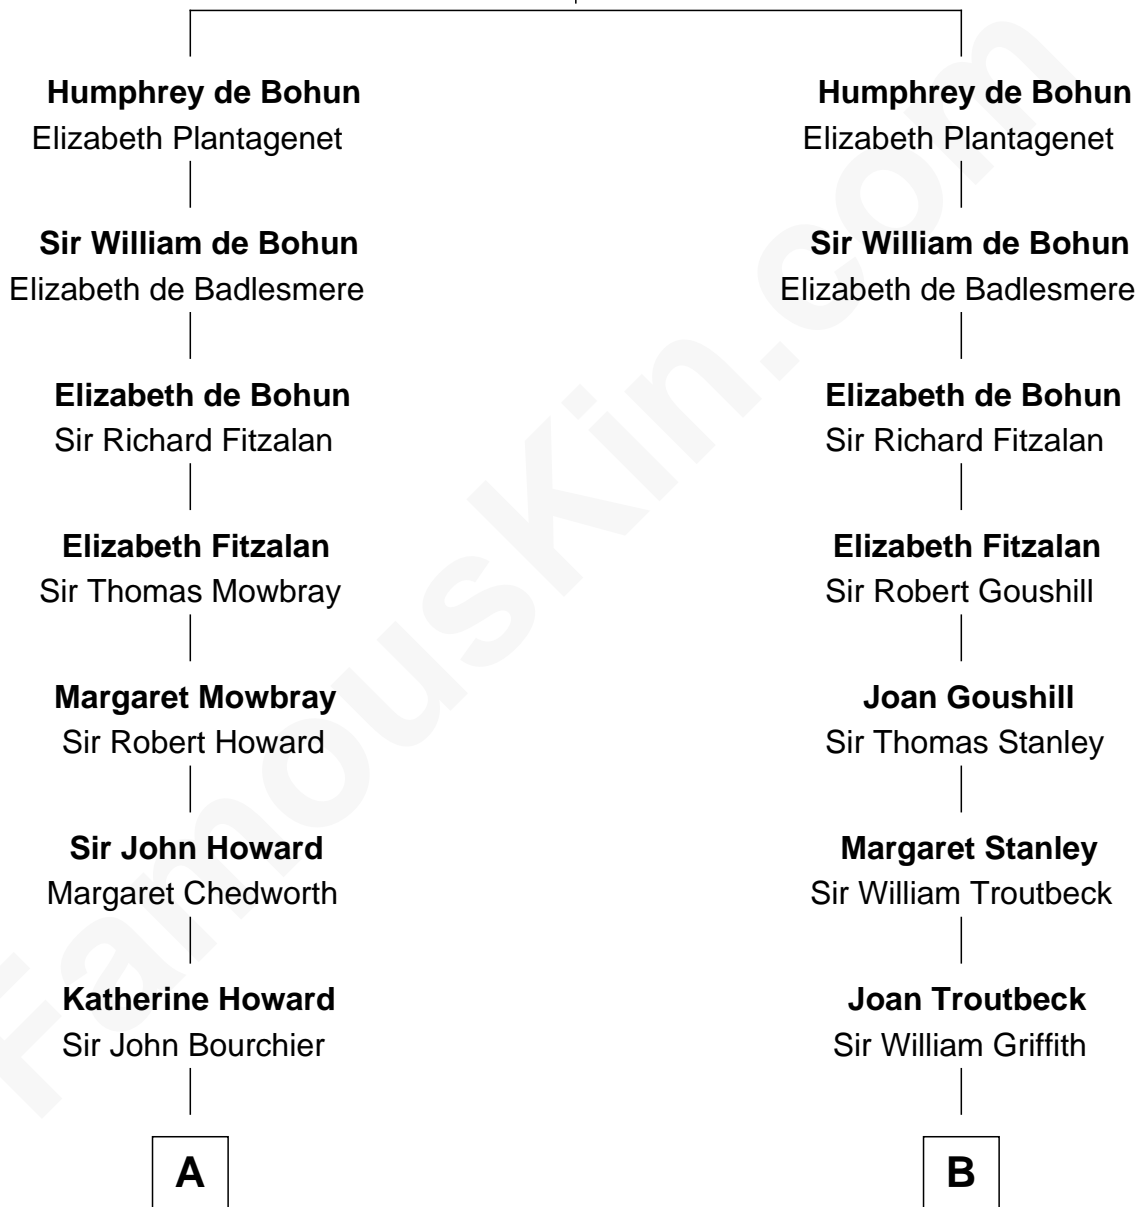 Humphrey de Bohun
Elizabeth Plantagenet
Sir William de Bohun
Elizabeth de Badlesmere
Elizabeth de Bohun
Sir Richard Fitzalan
Elizabeth Fitzalan
Sir Thomas Mowbray
Margaret Mowbray
Sir Robert Howard
Sir John Howard
Margaret Chedworth
Katherine Howard
Sir John Bourchier
A
Humphrey de Bohun
Elizabeth Plantagenet
Sir William de Bohun
Elizabeth de Badlesmere
Elizabeth de Bohun
Sir Richard Fitzalan
Elizabeth Fitzalan
Sir Robert Goushill
Joan Goushill
Sir Thomas Stanley
Margaret Stanley
Sir William Troutbeck
Joan Troutbeck
Sir William Griffith
B
FamousKin.com